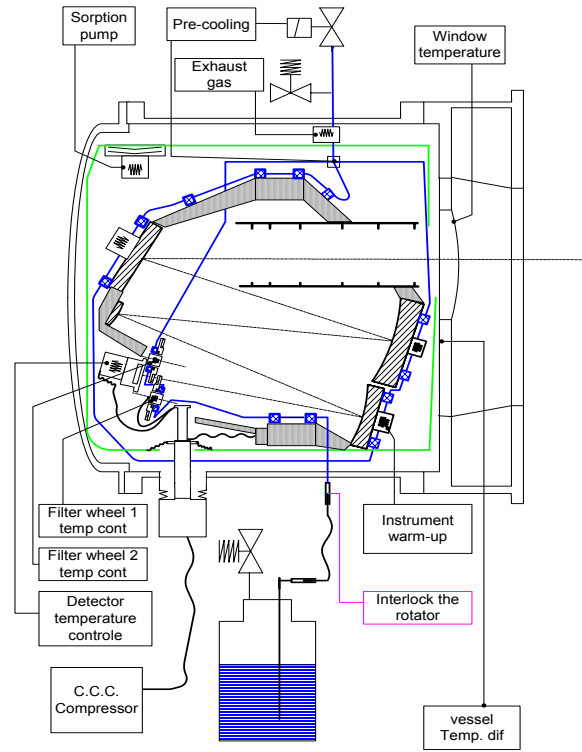 Sorption
pump
Pre-cooling
Exhaust
gas
Window
temperature
Filter wheel 1
temp cont
Filter wheel 2
temp cont
Detector
temperature
controle
C.C.C.
Compressor
Instrument
warm-up
Interlock the
rotator
vessel
Temp. dif